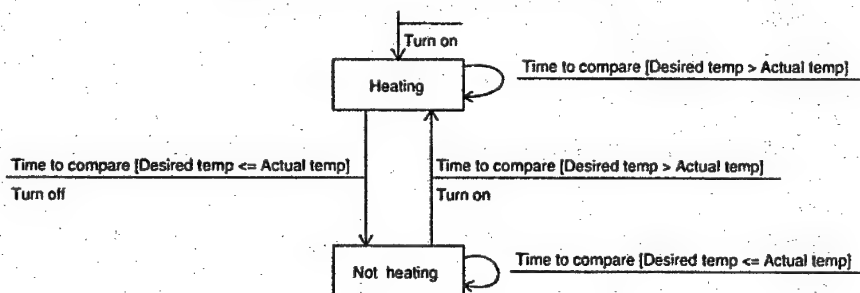 Turn on
Heating
Time to compare [Desired temp > Actual temp]
Time to compare [Desired temp <= Actual temp]
Turn off
Time to compare [Desired temp > Actual temp]
Turn on
Not heating
Time to compare [Desired temp <= Actual temp]